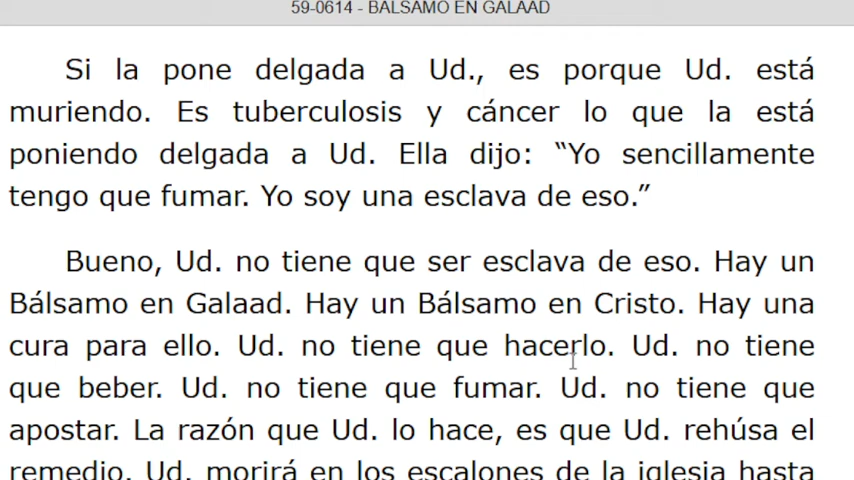 59-0614 - BALSAMO EN GALAAD
Si la pone delgada a Ud., es porque Ud. está
muriendo. Es tuberculosis y cáncer lo que la está
poniendo delgada a Ud. Ella dijo: “Yo sencillamente
tengo que fumar. Yo soy una esclava de eso.”
Bueno, Ud. no tiene que ser esclava de eso. Hay un
Bálsamo en Galaad. Hay un Bálsamo en Cristo. Hay una
cura para ello. Ud. no tiene que hacerlo. Ud. no tiene
que beber. Ud. no tiene que fumar. Ud. no tiene que
apostar. La razón que Ud. lo hace, es que Ud. rehúsa el
remedio. Ud. morirá en los escalones de la iglesia hasta